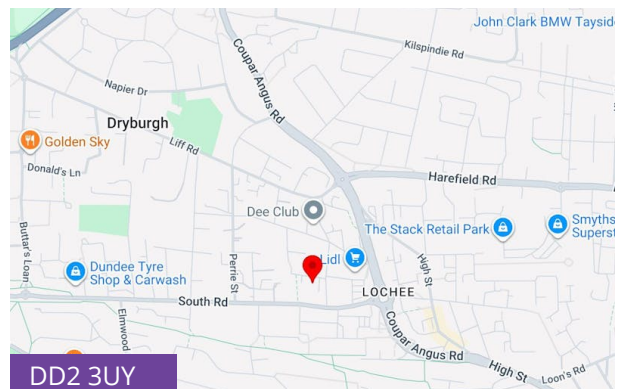 John Clark BMW Tayside
Kilspindie Rd
Coupar Angus Rd
Napier Dr
Dryburgh
Golden Sky
Liff Rd
Donald's Ln
Harefield Rd
Dee Club
The Stack Retail Park
Smyths
Superst
Buttar's Loan
Lidl
High St
Dundee Tyre
Shop & Carwash
Perrie St
LOCHEE
South Rd
Elmwood
Coupar Angus Rd
High St
Loon's Rd
DD2 3UY